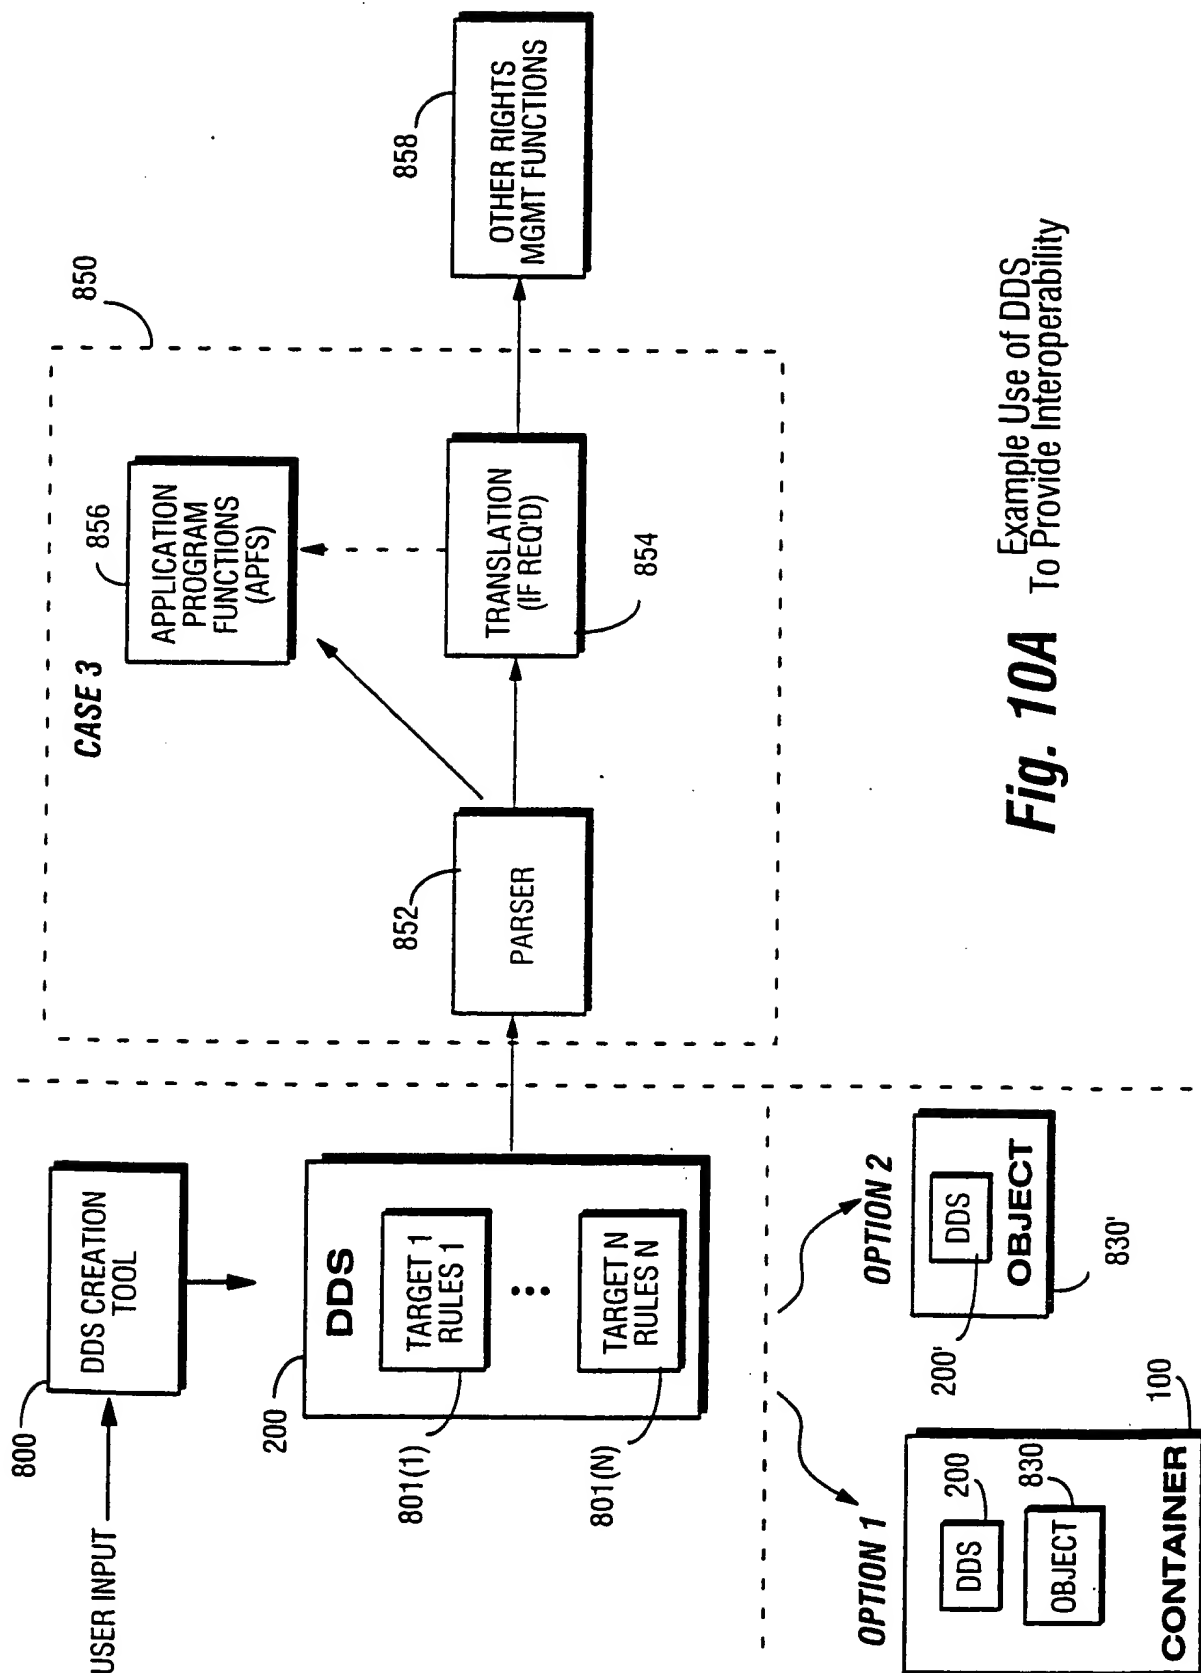 USER INPUT
800
DDS CREATION
TOOL
200
DDS
TARGET 1
RULES 1
801(1)
TARGET N
RULES N
801(N)
850
CASE 3
852
PARSER
856
APPLICATION
PROGRAM
FUNCTIONS
(APFS)
TRANSLATION
(IF REQ'D)
854
858
OTHER RIGHTS
MGMT FUNCTIONS
OPTION 1
DDS
200
OBJECT
830
CONTAINER
100
OPTION 2
DDS
200'
OBJECT
830'
Fig. 10A
Example Use of DDS
To Provide Interoperability